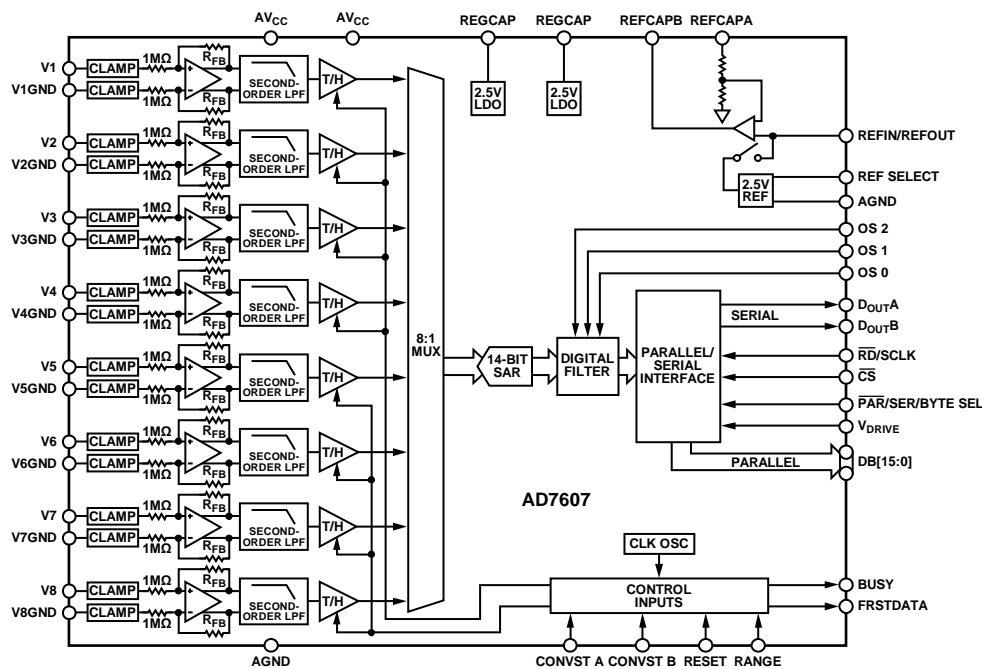 AVCC
AVCC
REGCAP
REGCAP
REFCAPB
REFCAPA
V1
CLAMP
1MΩ
RFB
V1GND
CLAMP
1MΩ
RFB
SECOND-
ORDER LPF
T/H
V2
CLAMP
1MΩ
RFB
V2GND
CLAMP
1MΩ
RFB
SECOND-
ORDER LPF
T/H
V3
CLAMP
1MΩ
RFB
V3GND
CLAMP
1MΩ
RFB
SECOND-
ORDER LPF
T/H
V4
CLAMP
1MΩ
RFB
V4GND
CLAMP
1MΩ
RFB
SECOND-
ORDER LPF
T/H
V5
CLAMP
1MΩ
RFB
V5GND
CLAMP
1MΩ
RFB
SECOND-
ORDER LPF
T/H
V6
CLAMP
1MΩ
RFB
V6GND
CLAMP
1MΩ
RFB
SECOND-
ORDER LPF
T/H
V7
CLAMP
1MΩ
RFB
V7GND
CLAMP
1MΩ
RFB
SECOND-
ORDER LPF
T/H
V8
CLAMP
1MΩ
RFB
V8GND
CLAMP
1MΩ
RFB
SECOND-
ORDER LPF
T/H
8:1
MUX
2.5V
LDO
2.5V
LDO
2.5V
REF
REFIN/REFOUT
REF SELECT
AGND
OS 2
OS 1
OS 0
14-BIT
SAR
DIGITAL
FILTER
PARALLEL/
SERIAL
INTERFACE
SERIAL
PARALLEL
DOUTA
DOUTB
RD/SCLK
CS
PAR/SER/BYTE SEL
VDRIVE
DB[15:0]
AD7607
CLK OSC
CONTROL
INPUTS
BUSY
FRSTDATA
AGND
CONVST A
CONVST B
RESET
RANGE